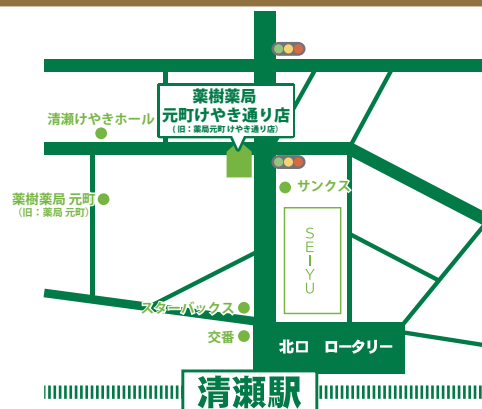 薬樹薬局
元町けやき通り店
(旧：薬局元町けやき通り店)
清瀬けやきホール
サンクス
薬樹薬局 元町
(旧：薬局 元町)
SEIYU
スターバックス
交番
北口 ロータリー
清瀬駅